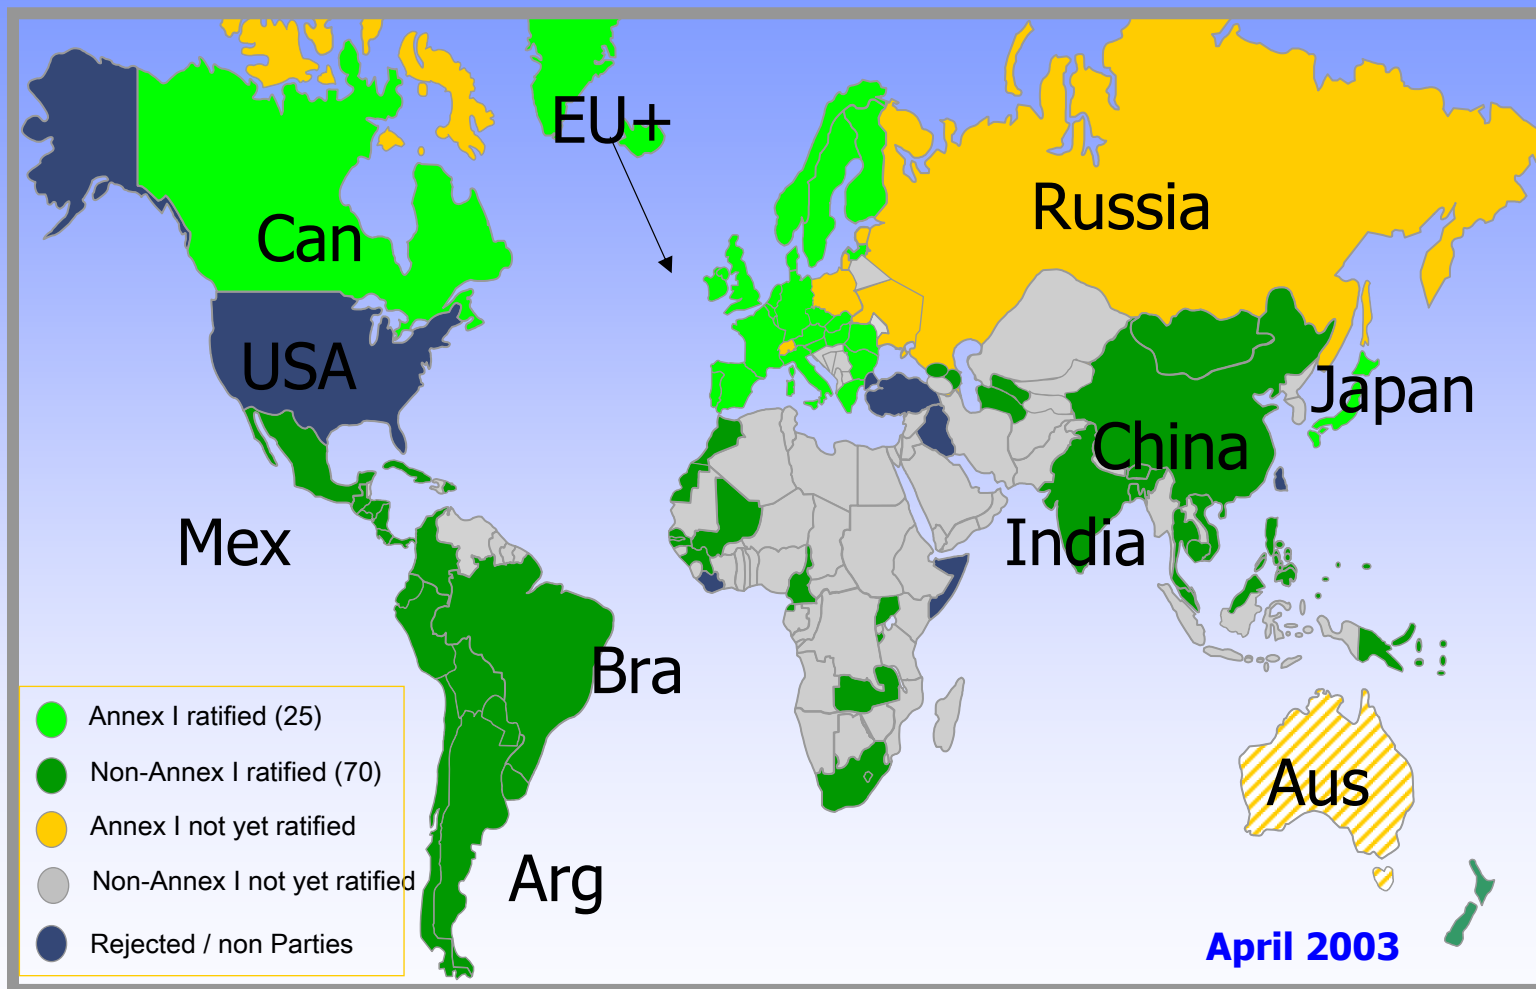 EU+
Russia
Can
USA
Japan
China
Mex
India
Bra
Aus
Arg
Annex I ratified (25)
Non-Annex I ratified (70)
Annex I not yet ratified
Non-Annex I not yet ratified
Rejected / non Parties
April 2003